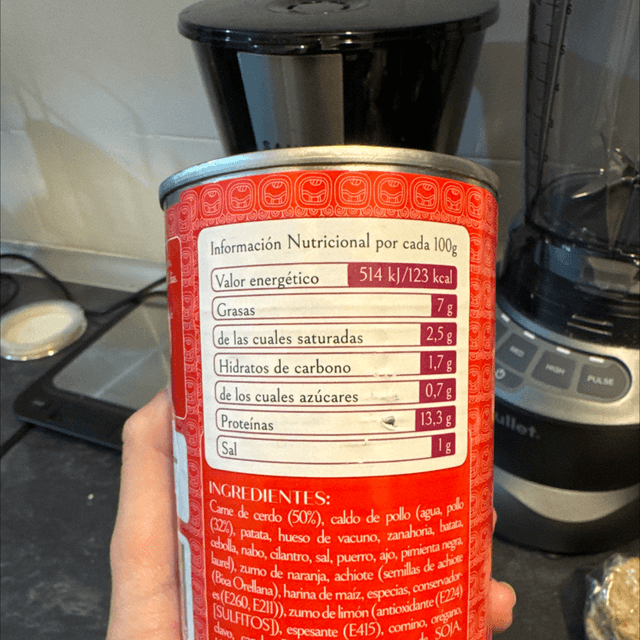 Información Nutricional por cada 100g
Valor energético 514 kJ/123 kcal
Grasas 7 g
de las cuales saturadas 2,5 g
Hidratos de carbono 1,7 g
de los cuales azúcares 0,7 g
Proteínas 13,3 g
Sal 1 g
INGREDIENTES:
Carne de cerdo (50%), caldo de pollo (agua, pollo
(32%), patata, hueso de vacuno, zanahoria, batata,
cebolla, nabo, cilantro, sal, puerro, ajo, pimienta negra,
laurel), zumo de naranja, achiote (semillas de achiote
(Bixa Orellana), harina de maíz, especias, conservador-
es (E260, E211)), zumo de limón (antioxidante (E224)
[SULFITOS]), espesante (E415), comino, orégano,
clavo, SOJA,
PULSE
ullet.